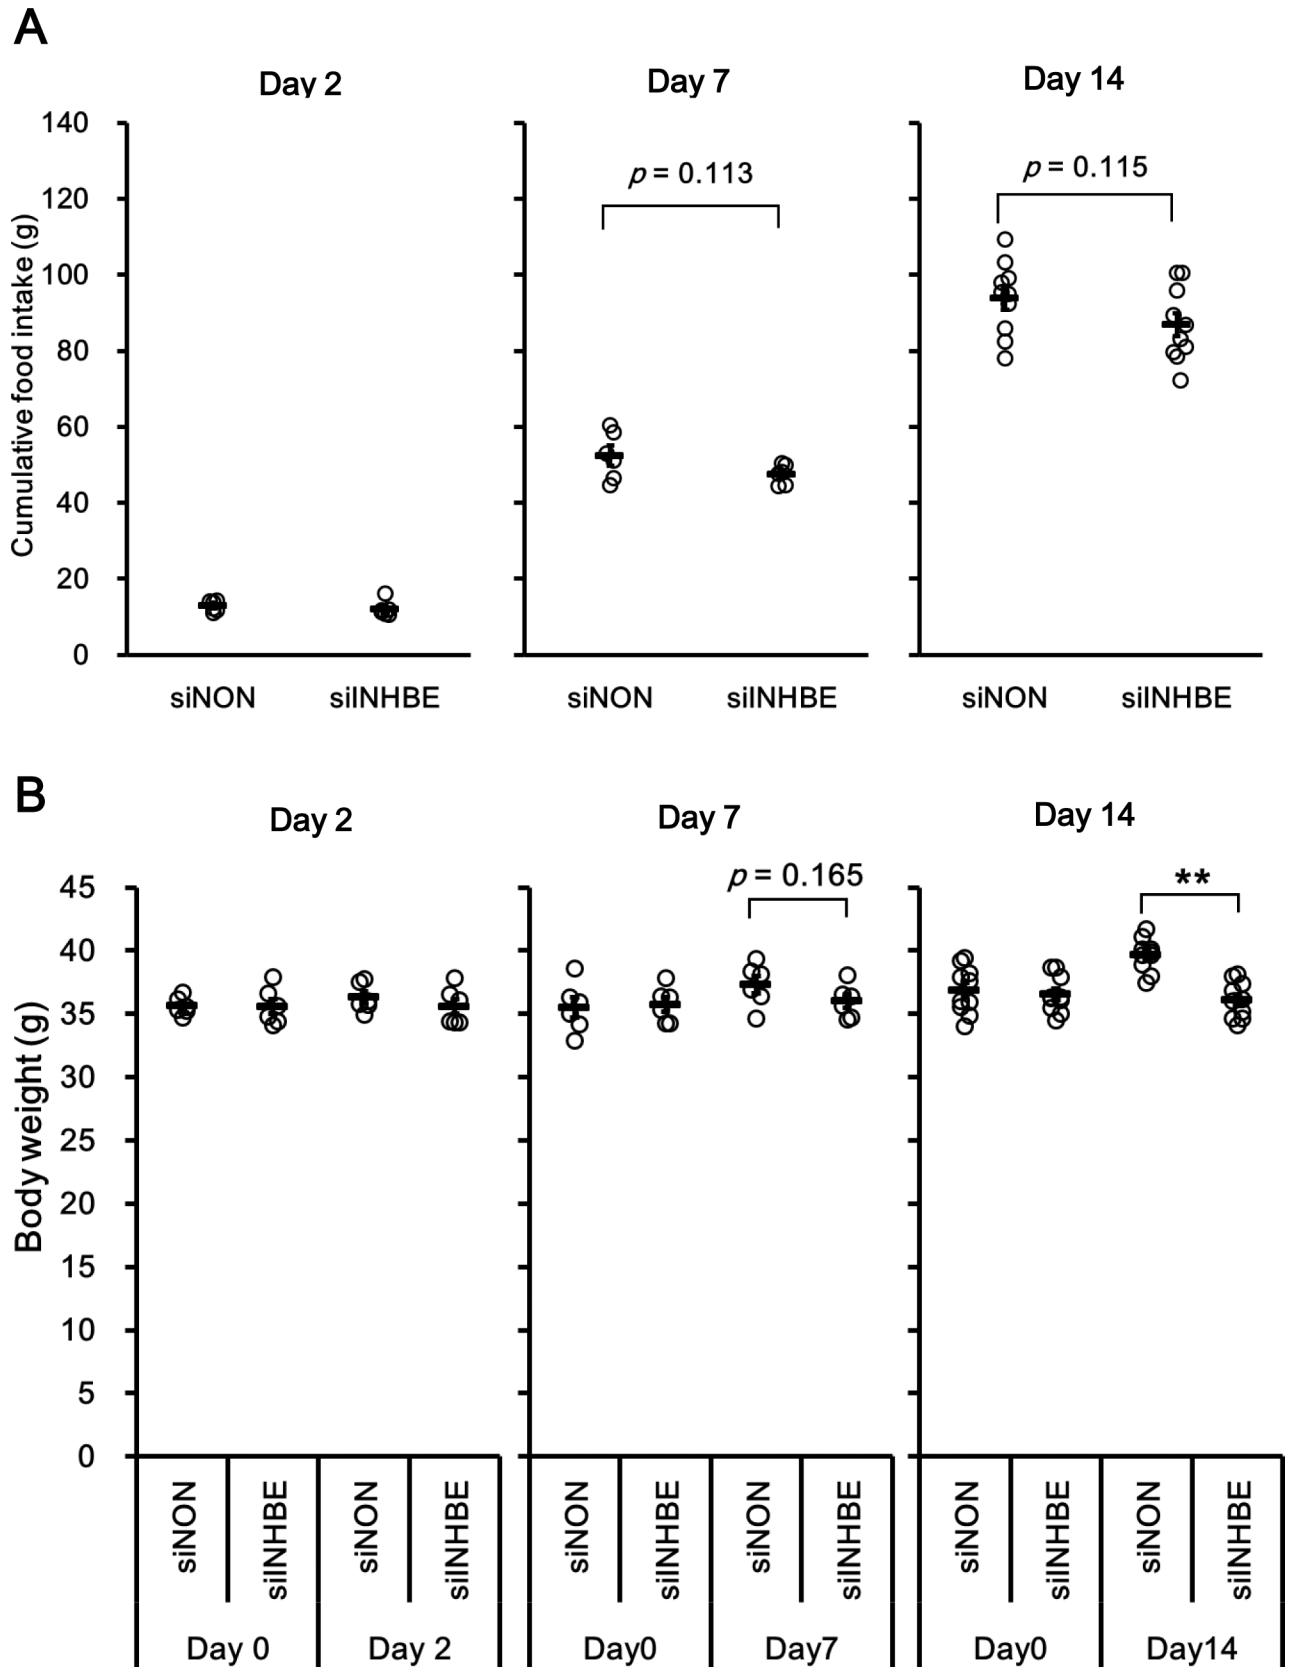 A
Day 2
Day 7
Day 14
140
120
100
80
60
40
20
0
Cumulative food intake (g)
p = 0.113
p = 0.115
siNON
siINHBE
siNON
siINHBE
siNON
siINHBE
B
Day 2
Day 7
Day 14
45
40
35
30
25
20
15
10
5
0
Body weight (g)
p = 0.165
**
siNON
siINHBE
siNON
siINHBE
siNON
siINHBE
siNON
siINHBE
siNON
siINHBE
siNON
siINHBE
Day 0
Day 2
Day0
Day7
Day0
Day14